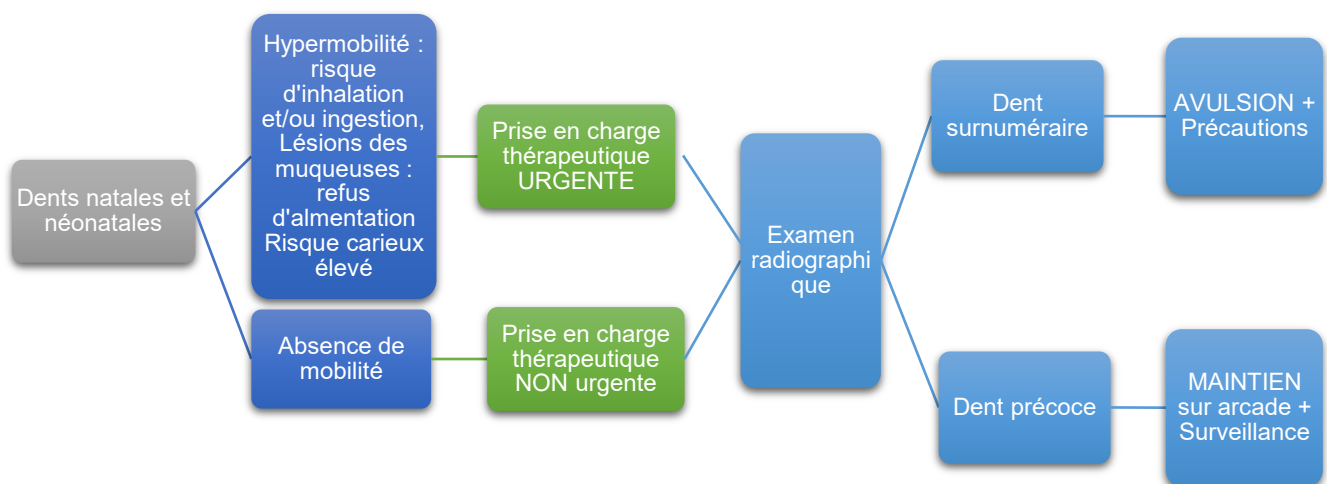 Dents natales et
néonatales
Hypermobilité :
risque
d'inhalation
et/ou ingestion,
Lésions des
muqueuses :
refus
d'almentation
Risque carieux
élevé
Absence de
mobilité
Prise en charge
thérapeutique
URGENTE
Prise en charge
thérapeutique
NON urgente
Examen
radiographi
que
Dent
surnuméraire
AVULSION +
Précautions
Dent précoce
MAINTIEN
sur arcade +
Surveillance